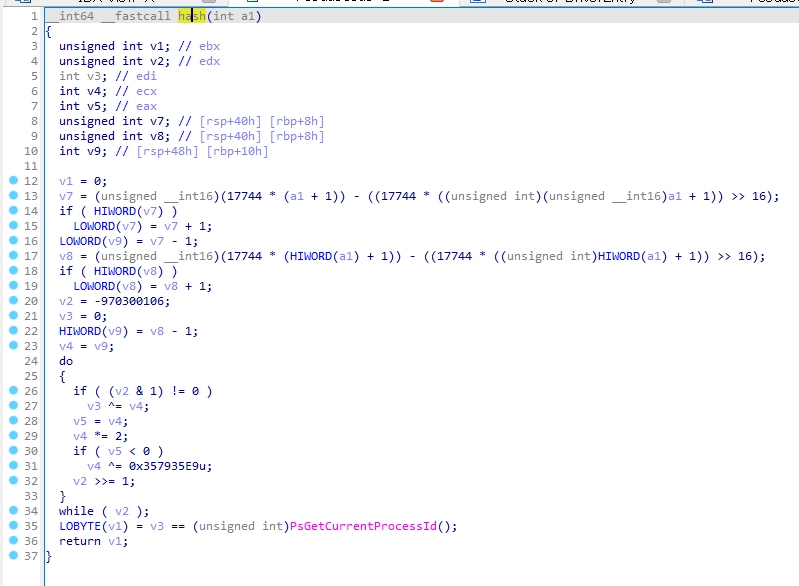 1 __int64 __fastcall hash(int a1)
2 {
3 unsigned int v1; // ebx
4 unsigned int v2; // edx
5 int v3; // edi
6 int v4; // ecx
7 int v5; // eax
8 unsigned int v7; // [rsp+40h] [rbp+8h]
9 unsigned int v8; // [rsp+40h] [rbp+8h]
10 int v9; // [rsp+48h] [rbp+10h]
11
12 v1 = 0;
13 v7 = (unsigned __int16)(17744 * (a1 + 1)) - ((17744 * ((unsigned int)(unsigned __int16)a1 + 1)) >> 16);
14 if ( HIWORD(v7) )
15 LOWORD(v7) = v7 + 1;
16 LOWORD(v9) = v7 - 1;
17 v8 = (unsigned __int16)(17744 * (HIWORD(a1) + 1)) - ((17744 * ((unsigned int)HIWORD(a1) + 1)) >> 16);
18 if ( HIWORD(v8) )
19 LOWORD(v8) = v8 + 1;
20 v2 = -970300106;
21 v3 = 0;
22 HIWORD(v9) = v8 - 1;
23 v4 = v9;
24 do
25 {
26 if ( (v2 & 1) != 0 )
27 v3 ^= v4;
28 v5 = v4;
29 v4 *= 2;
30 if ( v5 < 0 )
31 v4 ^= 0x357935E9u;
32 v2 >>= 1;
33 }
34 while ( v2 );
35 LOBYTE(v1) = v3 == (unsigned int)PsGetCurrentProcessId();
36 return v1;
37 }